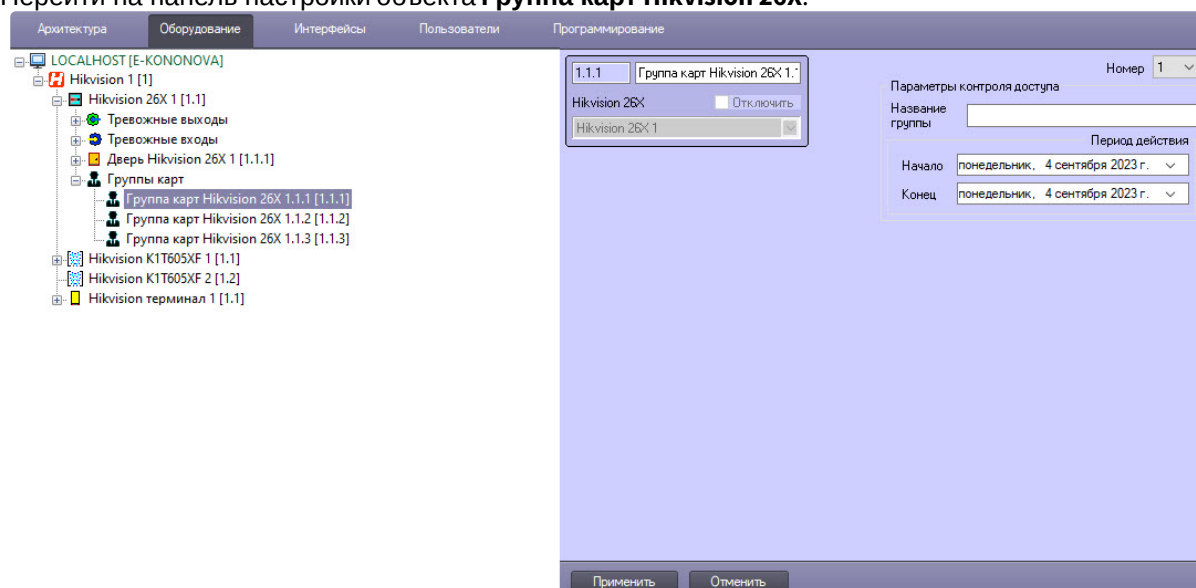 Перейти на панель настройки объекта Группа карт Hikvision 26X.
Архитектура Оборудование Интерфейсы Пользователи Программирование
LOCALHOST [E-KONONOVA]
Hikvision 1 [1]
Hikvision 26X 1 [1.1]
Тревожные выходы
Тревожные входы
Дверь Hikvision 26X 1 [1.1.1]
Группы карт
Группа карт Hikvision 26X 1.1.1 [1.1.1]
Группа карт Hikvision 26X 1.1.2 [1.1.2]
Группа карт Hikvision 26X 1.1.3 [1.1.3]
Hikvision K1T605XF 1 [1.1]
Hikvision K1T605XF 2 [1.2]
Hikvision терминал 1 [1.1]
1.1.1 Группа карт Hikvision 26X 1.1
Hikvision 26X Отключить
Hikvision 26X 1
Номер 1
Параметры контроля доступа
Название
группы
Период действия
Начало понедельник, 4 сентября 2023 г.
Конец понедельник, 4 сентября 2023 г.
Применить Отменить